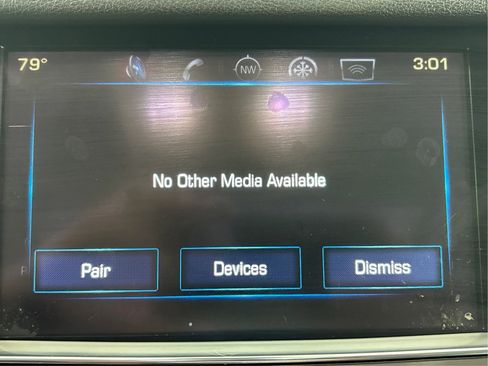 79°
NW
3:01
No Other Media Available
Pair
Devices
Dismiss